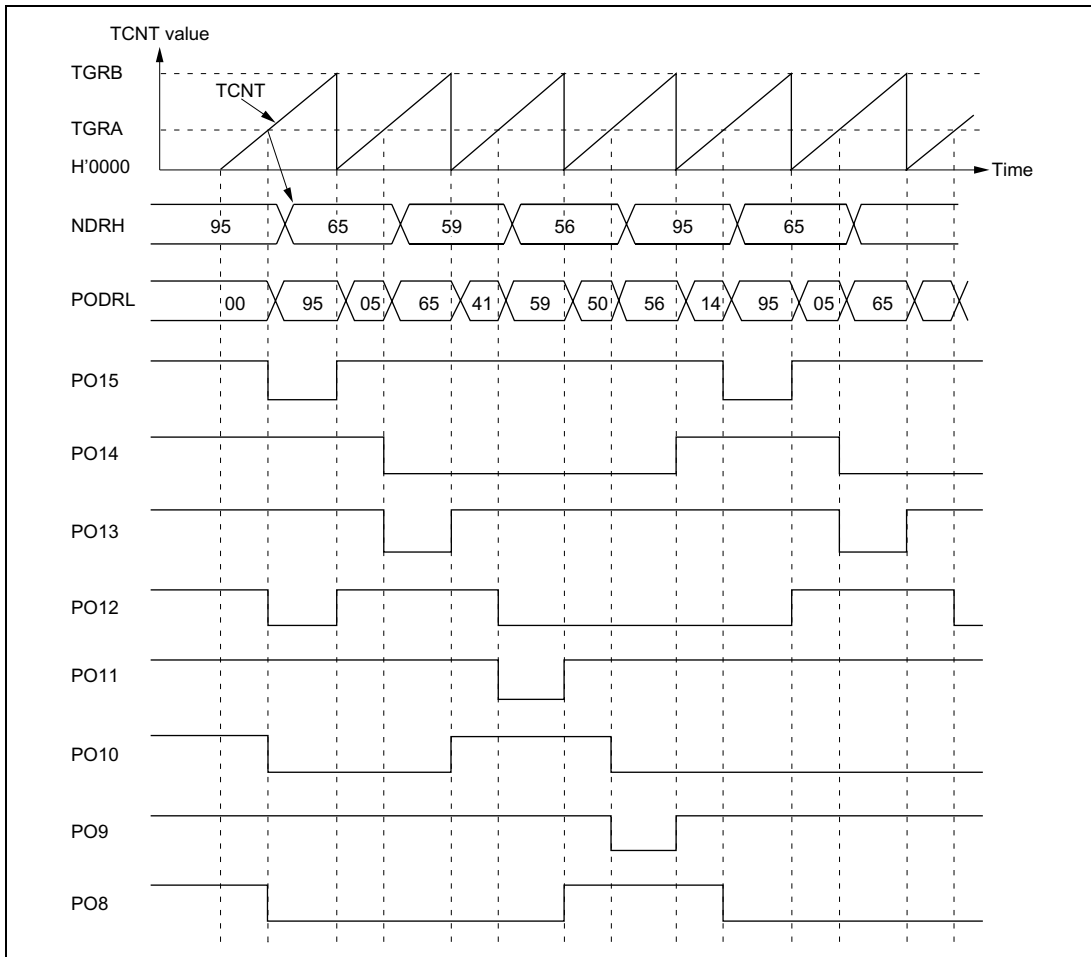 TCNT value
TGRB
TCNT
TGRA
H'0000
Time
NDRH 95 65 59 56 95 65
PODRL 00 95 05 65 41 59 50 56 14 95 05 65
PO15
PO14
PO13
PO12
PO11
PO10
PO9
PO8